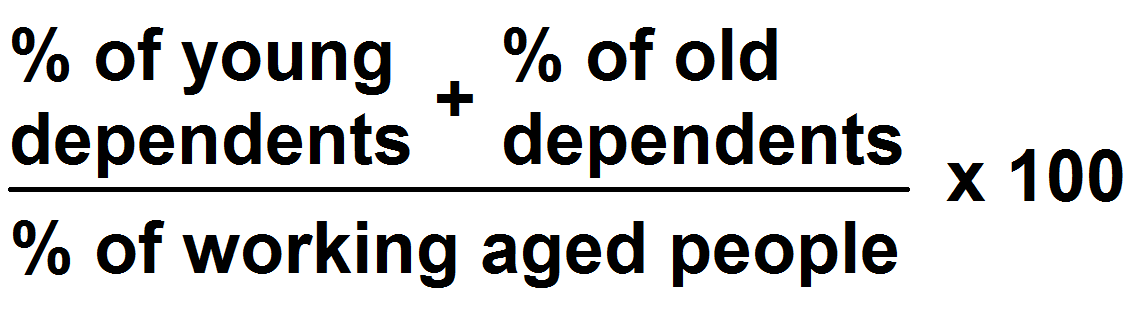 % of young + % of old
dependents dependents
x 100
% of working aged people